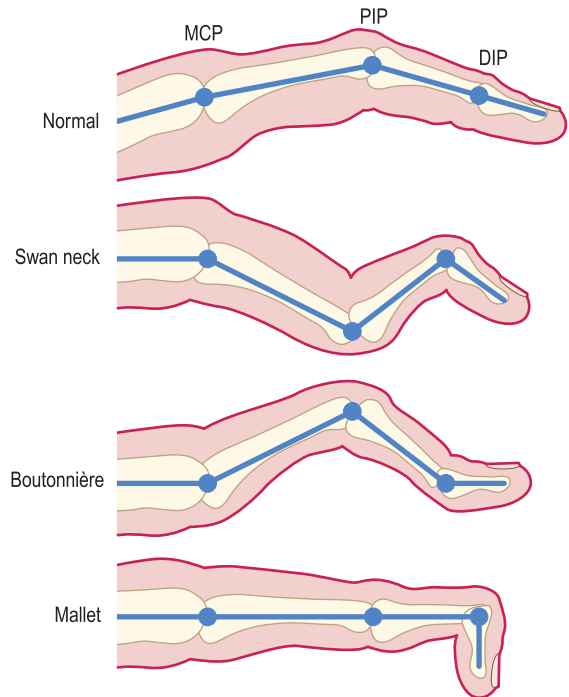 PIP
MCP
DIP
Normal
Swan neck
Boutonnière
Mallet